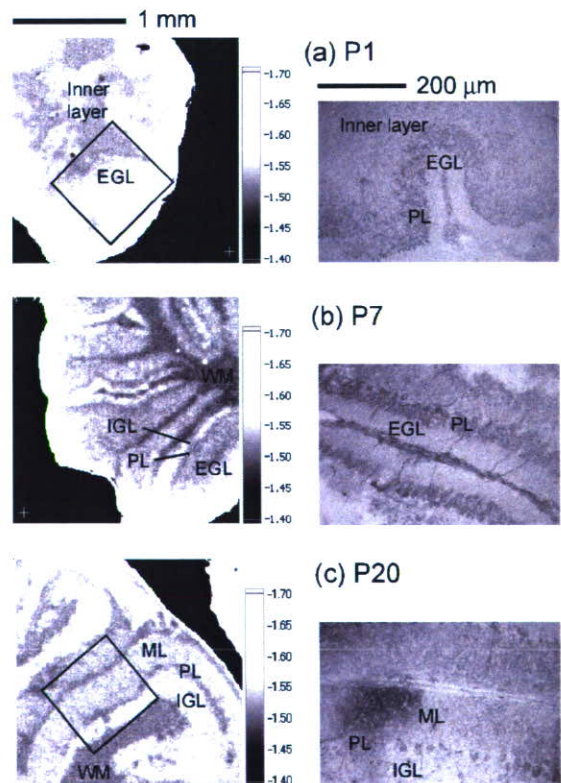 1 mm
(a) P1
200 μm
Inner
layer
EGL
-1.70
-1.65
-1.60
-1.55
-1.50
-1.45
-1.40
Inner layer
EGL
PL
(b) P7
WM
IGL
PL
EGL
-1.70
-1.65
-1.60
-1.55
-1.50
-1.45
-1.40
EGL
PL
(c) P20
ML
PL
IGL
WM
-1.70
-1.65
-1.60
-1.55
-1.50
-1.45
-1.40
ML
PL
IGL